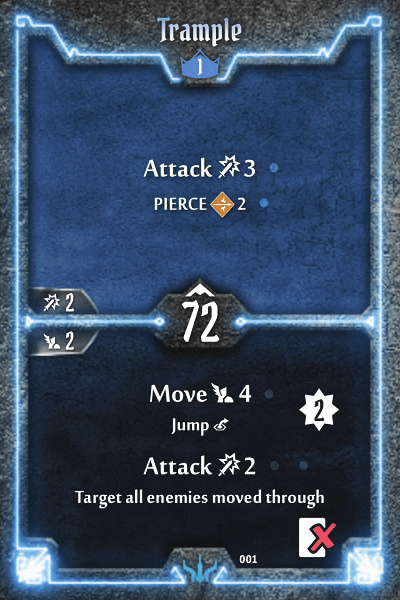 Trample
1
Attack 3
PIERCE 2
2
72
2
Move 4
Jump
2
Attack 2
Target all enemies moved through
001